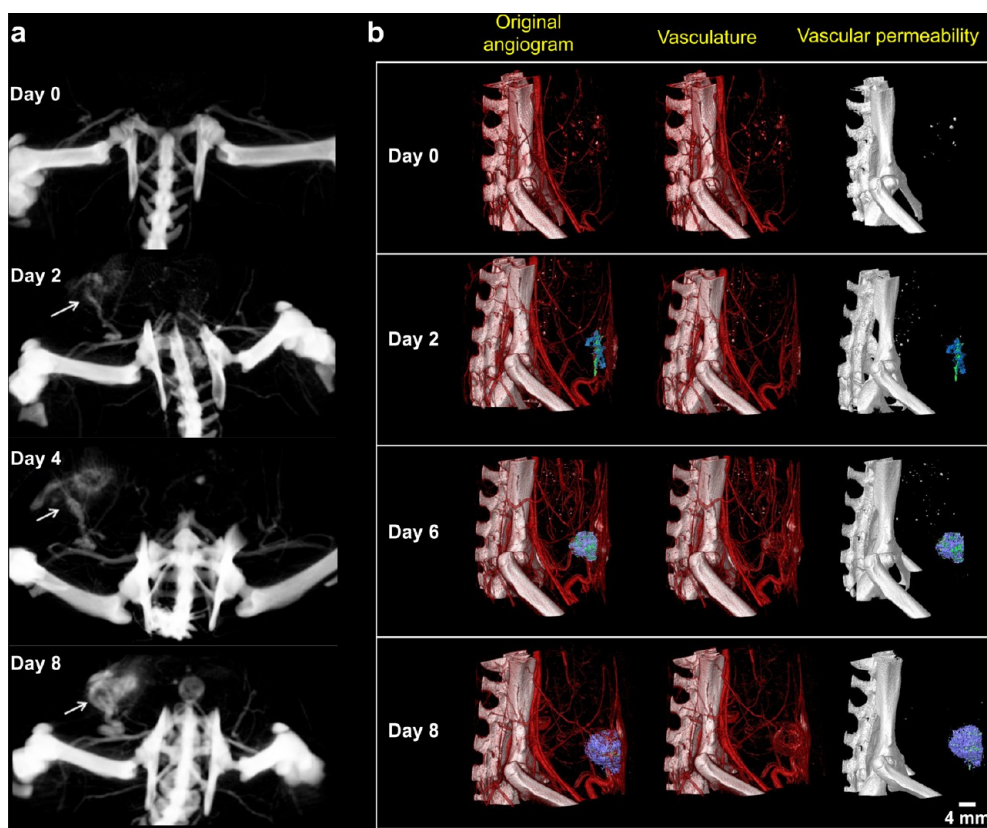 a
Day 0
Day 2
Day 4
Day 8
b
Original
angiogram
Vasculature
Vascular permeability
Day 0
Day 2
Day 6
Day 8
4 mm